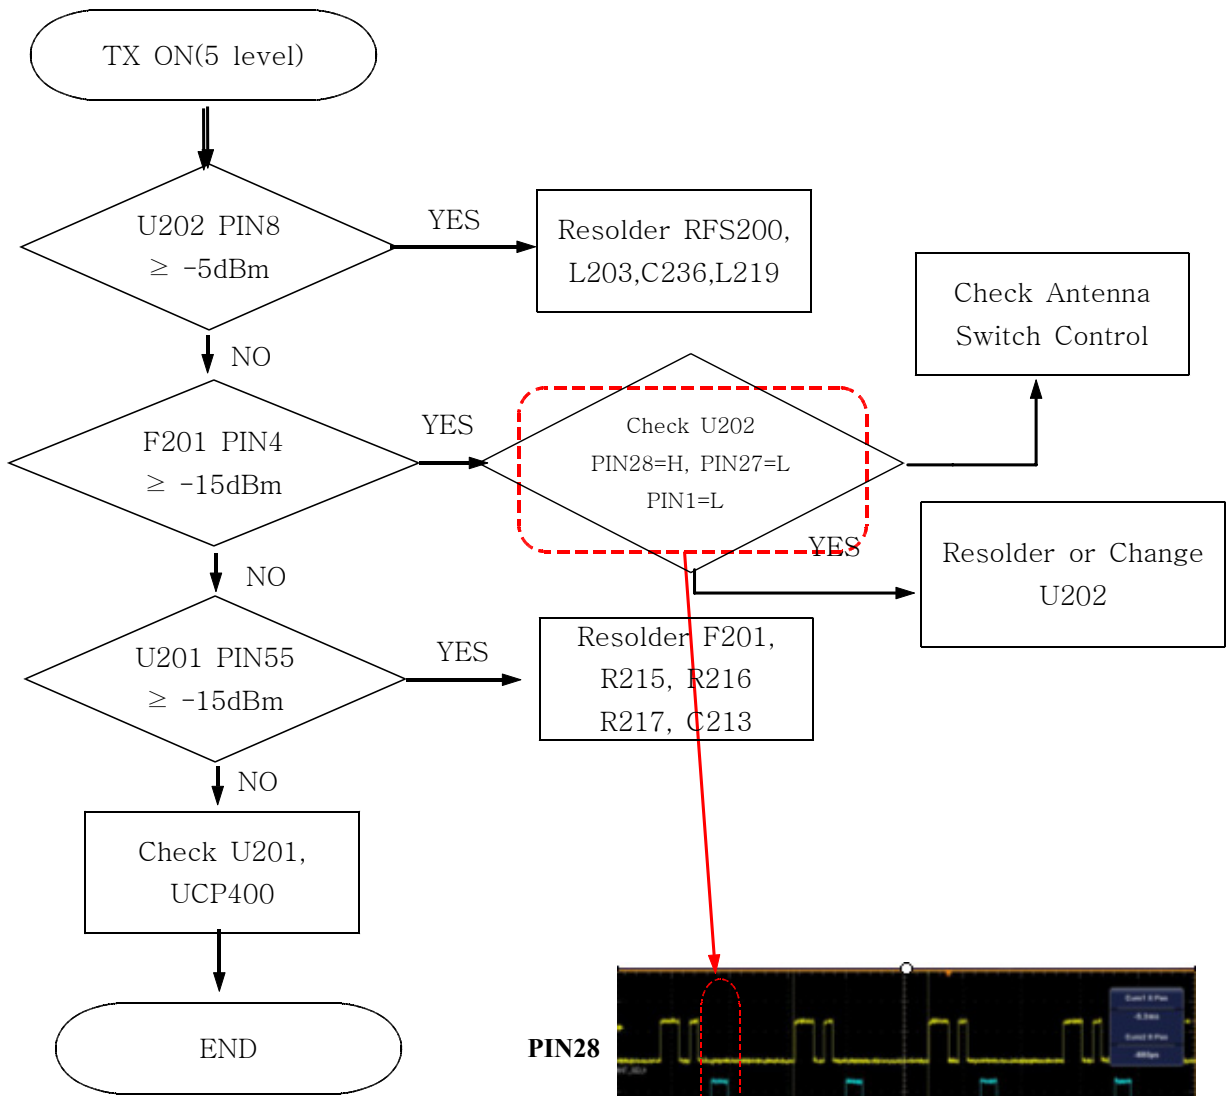 TX ON(5 level)
U202 PIN8
≥ -5dBm
YES
Resolder RFS200,
L203,C236,L219
Check Antenna
Switch Control
NO
F201 PIN4
≥ -15dBm
YES
Check U202
PIN28=H, PIN27=L
PIN1=L
YES
Resolder or Change
U202
NO
U201 PIN55
≥ -15dBm
YES
Resolder F201,
R215, R216
R217, C213
NO
Check U201,
UCP400
END
PIN28